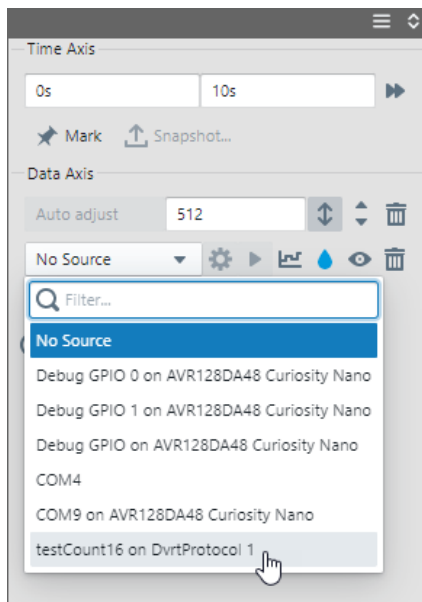 Time Axis
0s 10s
Mark Snapshot...
Data Axis
Auto adjust 512
No Source
Filter...
No Source
Debug GPIO 0 on AVR128DA48 Curiosity Nano
Debug GPIO 1 on AVR128DA48 Curiosity Nano
Debug GPIO on AVR128DA48 Curiosity Nano
COM4
COM9 on AVR128DA48 Curiosity Nano
testCount16 on DvrtProtocol 1